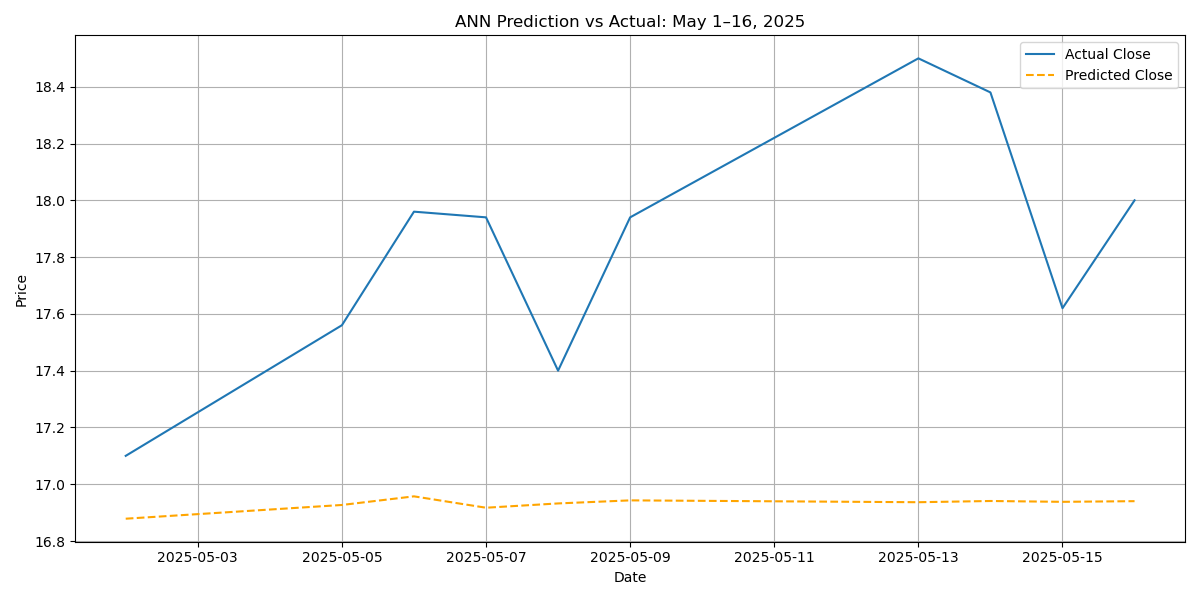 ANN Prediction vs Actual: May 1–16, 2025
Actual Close
Predicted Close
Price
18.4
18.2
18.0
17.8
17.6
17.4
17.2
17.0
16.8
2025-05-03 2025-05-05 2025-05-07 2025-05-09 2025-05-11 2025-05-13 2025-05-15
Date